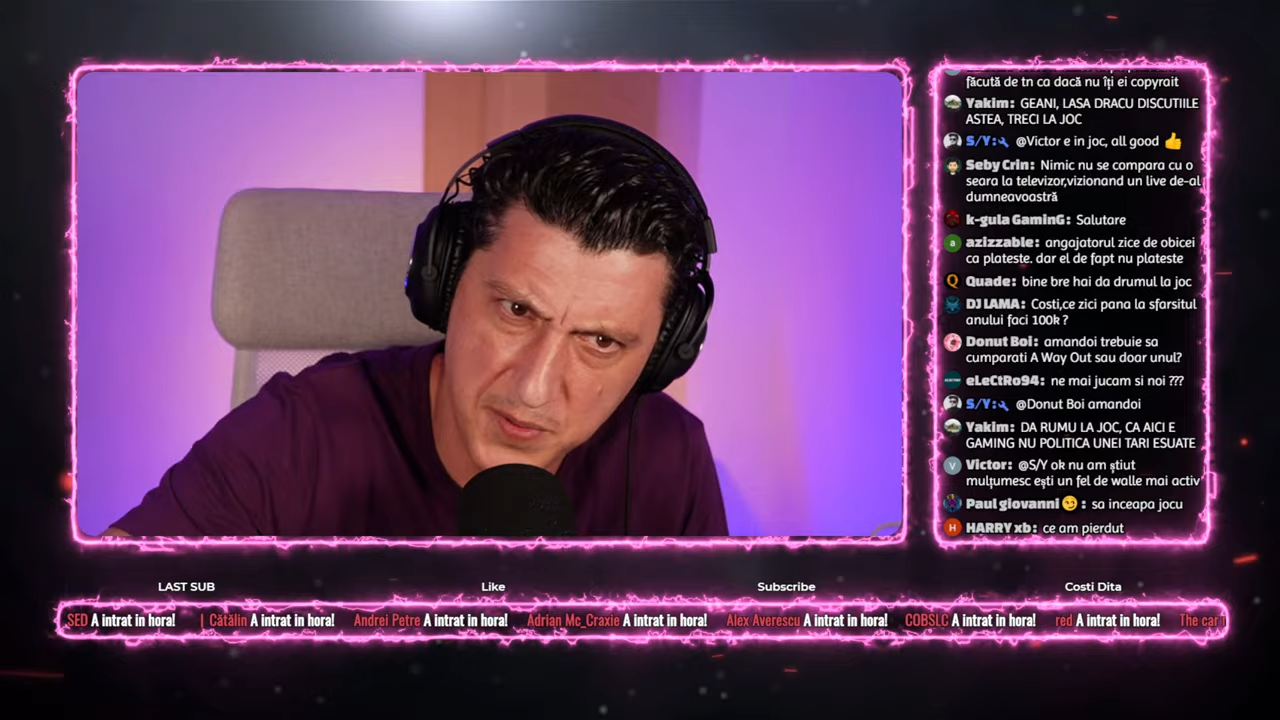 făcută de tn ca dacă nu îți ei copyrait
Yakim: GEANI, LASA DRACU DISCUTIILE
ASTEA, TRECI LA JOC
S/Y: @Victor e in joc, all good 👍
Seby Crin: Nimic nu se compara cu o
seara la televizor,vizionand un live de-al
dumneavoastră
k-gula GaminG: Salutare
azizzable: angajatorul zice de obicei
ca plateste. dar el de fapt nu plateste
Quade: bine bre hai da drumul la joc
DJ LAMA: Costi,ce zici pana la sfarsitul
anului faci 100k ?
Donut Boi: amandoi trebuie sa
cumparati A Way Out sau doar unul?
eLeCtRo94: ne mai jucam si noi ???
S/Y: @Donut Boi amandoi
Yakim: DA RUMU LA JOC, CA AICI E
GAMING NU POLITICA UNEI TARI ESUATE
Victor: @S/Y ok nu am știut
mulțumesc ești un fel de walle mai activ
Paul giovanni😏: sa inceapa jocu
HARRY xb: ce am pierdut
LAST SUB Like Subscribe Costi Dita
SED A intrat in hora! | Cătălin A intrat in hora! Andrei Petre A intrat in hora! Adrian Mc_Craxie A intrat in hora! Alex Averescu A intrat in hora! COBSLC A intrat in hora! red A intrat in hora! The car